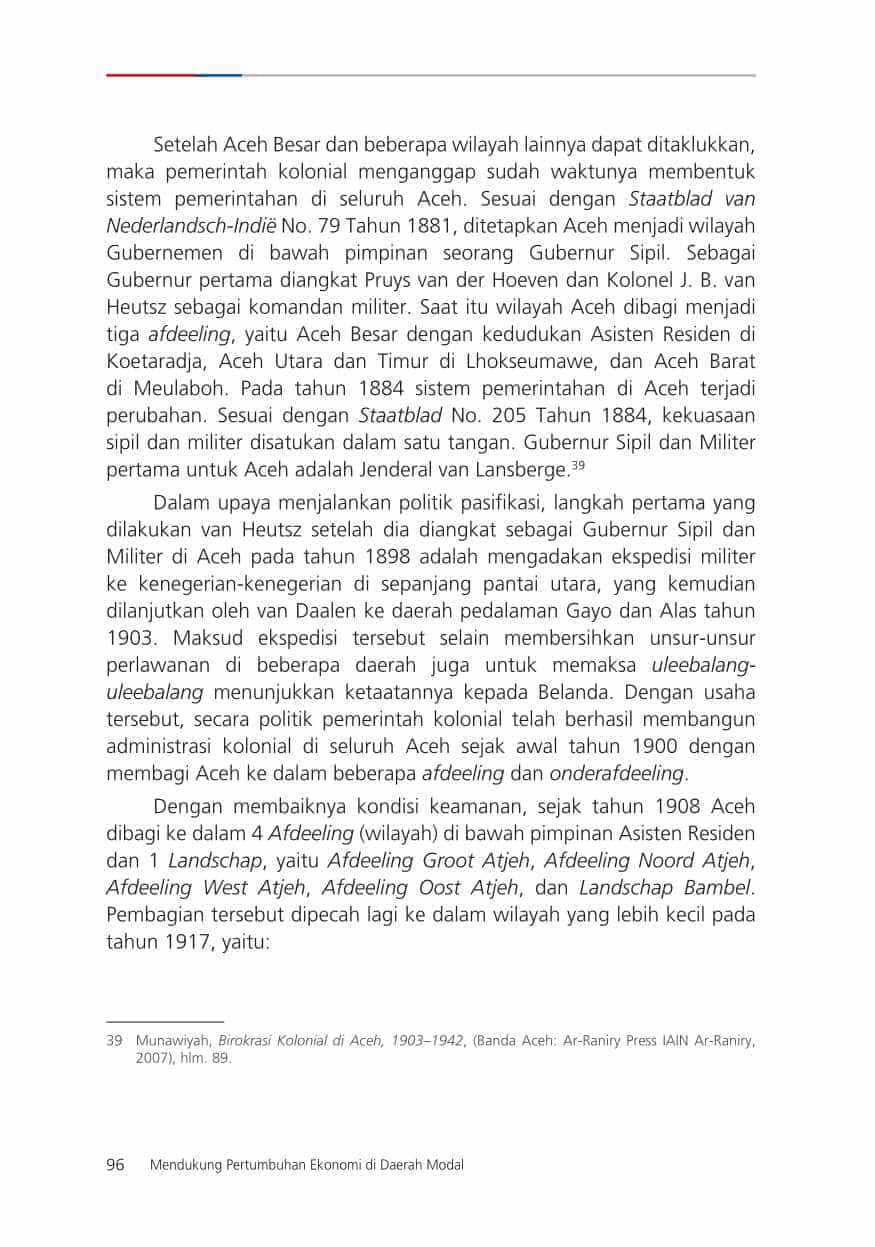 Setelah Aceh Besar dan beberapa wilayah lainnya dapat ditaklukkan,
maka pemerintah kolonial menganggap sudah waktunya membentuk
sistem pemerintahan di seluruh Aceh. Sesuai dengan Staatblad van
Nederlandsch-Indië No. 79 Tahun 1881, ditetapkan Aceh menjadi wilayah
Gubernemen di bawah pimpinan seorang Gubernur Sipil. Sebagai
Gubernur pertama diangkat Pruys van der Hoeven dan Kolonel J. B. van
Heutsz sebagai komandan militer. Saat itu wilayah Aceh dibagi menjadi
tiga afdeeling, yaitu Aceh Besar dengan kedudukan Asisten Residen di
Koetaradja, Aceh Utara dan Timur di Lhokseumawe, dan Aceh Barat
di Meulaboh. Pada tahun 1884 sistem pemerintahan di Aceh terjadi
perubahan. Sesuai dengan Staatblad No. 205 Tahun 1884, kekuasaan
sipil dan militer disatukan dalam satu tangan. Gubernur Sipil dan Militer
pertama untuk Aceh adalah Jenderal van Lansberge.39
Dalam upaya menjalankan politik pasifikasi, langkah pertama yang
dilakukan van Heutsz setelah dia diangkat sebagai Gubernur Sipil dan
Militer di Aceh pada tahun 1898 adalah mengadakan ekspedisi militer
ke kenegerian-kenegerian di sepanjang pantai utara, yang kemudian
dilanjutkan oleh van Daalen ke daerah pedalaman Gayo dan Alas tahun
1903. Maksud ekspedisi tersebut selain membersihkan unsur-unsur
perlawanan di beberapa daerah juga untuk memaksa uleebalang-
uleebalang menunjukkan ketaatannya kepada Belanda. Dengan usaha
tersebut, secara politik pemerintah kolonial telah berhasil membangun
administrasi kolonial di seluruh Aceh sejak awal tahun 1900 dengan
membagi Aceh ke dalam beberapa afdeeling dan onderafdeeling.
Dengan membaiknya kondisi keamanan, sejak tahun 1908 Aceh
dibagi ke dalam 4 Afdeeling (wilayah) di bawah pimpinan Asisten Residen
dan 1 Landschap, yaitu Afdeeling Groot Atjeh, Afdeeling Noord Atjeh,
Afdeeling West Atjeh, Afdeeling Oost Atjeh, dan Landschap Bambel.
Pembagian tersebut dipecah lagi ke dalam wilayah yang lebih kecil pada
tahun 1917, yaitu:
39 Munawiyah, Birokrasi Kolonial di Aceh, 1903–1942, (Banda Aceh: Ar-Raniry Press IAIN Ar-Raniry,
2007), hlm. 89.
96 Mendukung Pertumbuhan Ekonomi di Daerah Modal